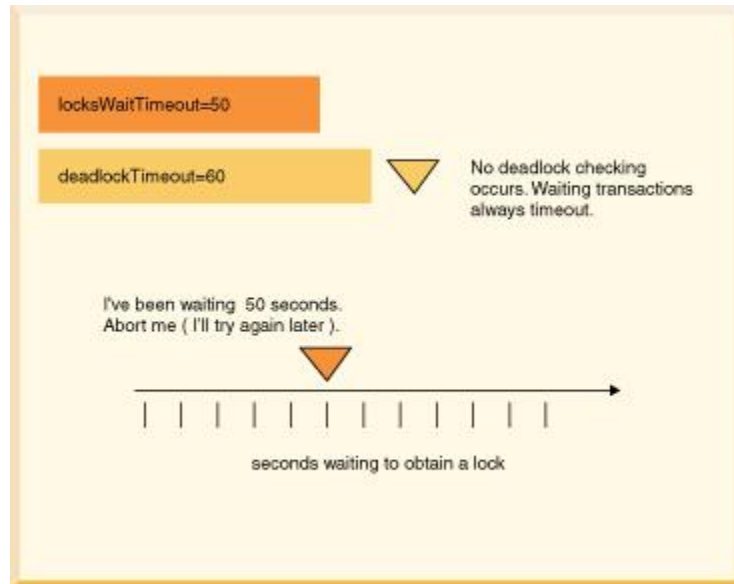 locksWaitTimeout=50
deadlockTimeout=60
No deadlock checking
occurs. Waiting transactions
always timeout.
I've been waiting  50 seconds.
Abort me ( I'll try again later ).
seconds waiting to obtain a lock